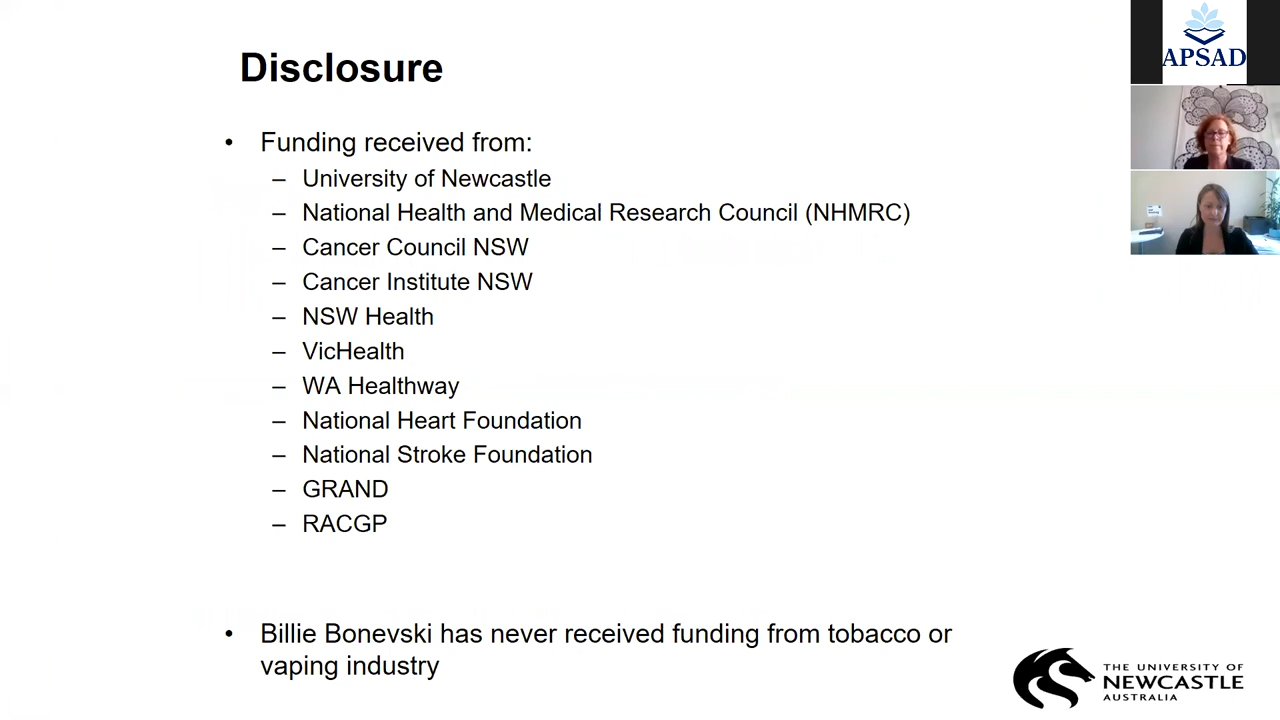 Disclosure
• Funding received from:
– University of Newcastle
– National Health and Medical Research Council (NHMRC)
– Cancer Council NSW
– Cancer Institute NSW
– NSW Health
– VicHealth
– WA Healthway
– National Heart Foundation
– National Stroke Foundation
– GRAND
– RACGP
• Billie Bonevski has never received funding from tobacco or
vaping industry
APSAD
THE UNIVERSITY OF
NEWCASTLE
AUSTRALIA